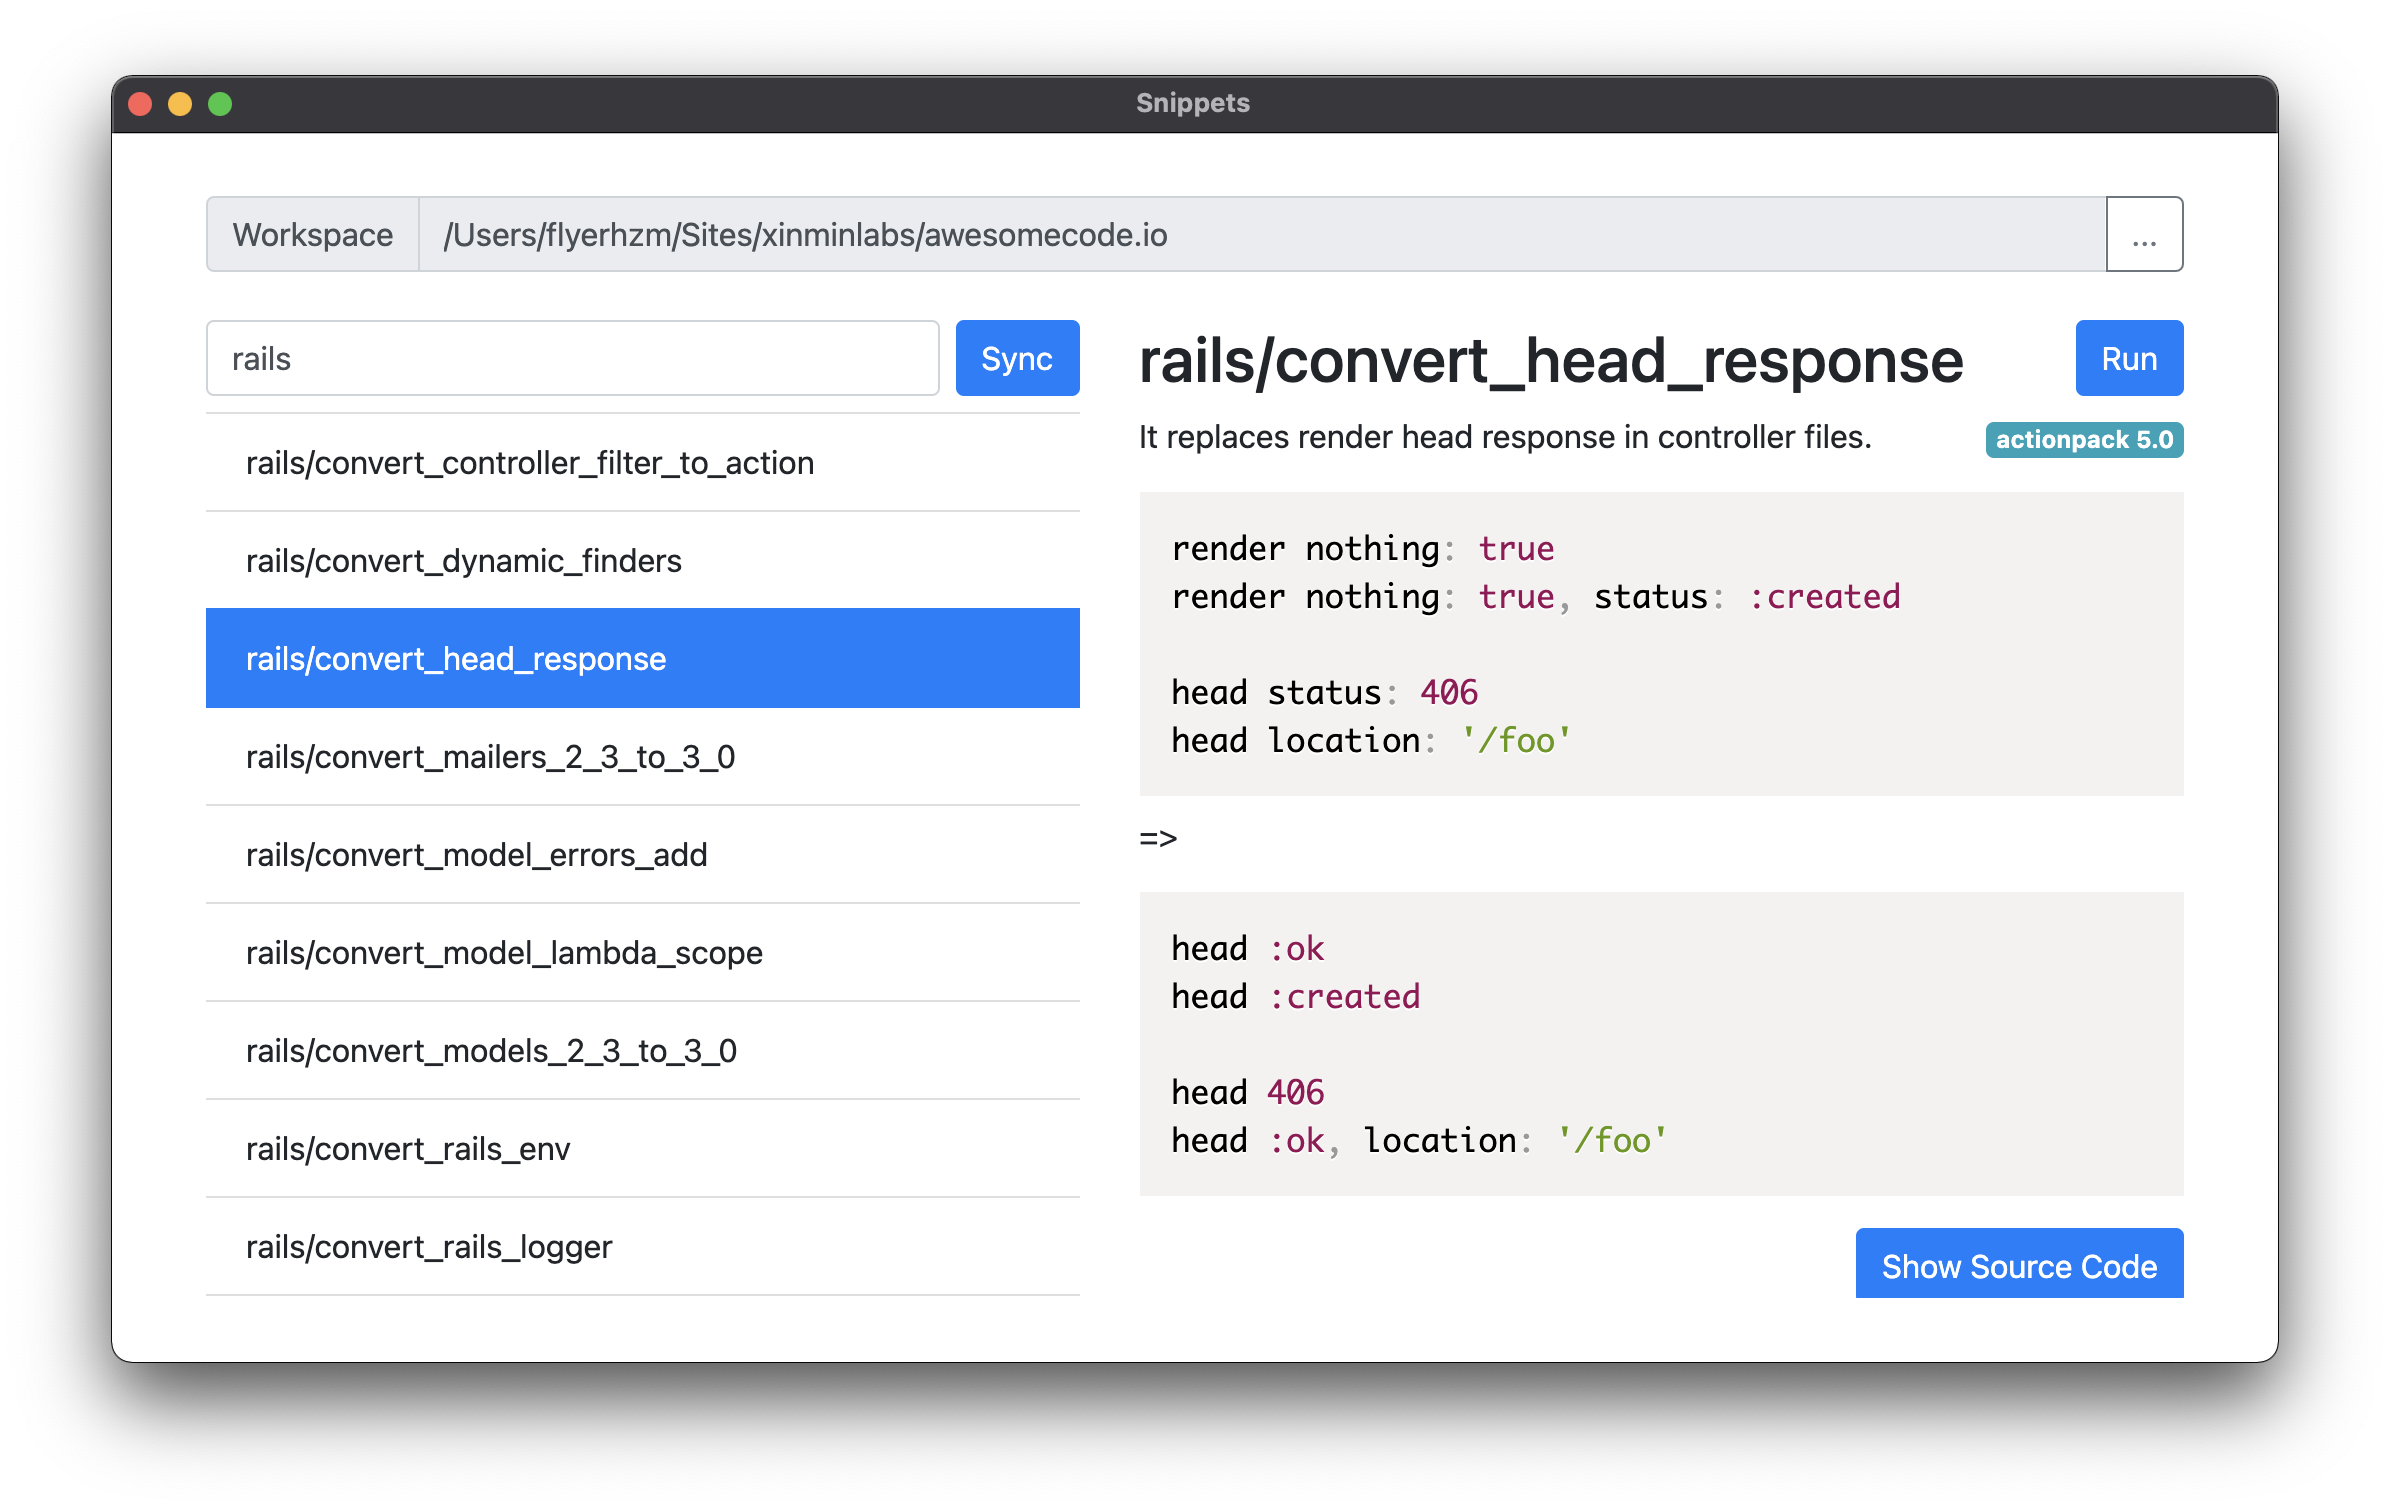 Snippets
Workspace /Users/flyerhzm/Sites/xinminlabs/awesomecode.io ...
rails Sync
rails/convert_controller_filter_to_action
rails/convert_dynamic_finders
rails/convert_head_response
rails/convert_mailers_2_3_to_3_0
rails/convert_model_errors_add
rails/convert_model_lambda_scope
rails/convert_models_2_3_to_3_0
rails/convert_rails_env
rails/convert_rails_logger
rails/convert_head_response Run
It replaces render head response in controller files. actionpack 5.0
render nothing: true
render nothing: true, status: :created
head status: 406
head location: '/foo'
=>
head :ok
head :created
head 406
head :ok, location: '/foo'
Show Source Code